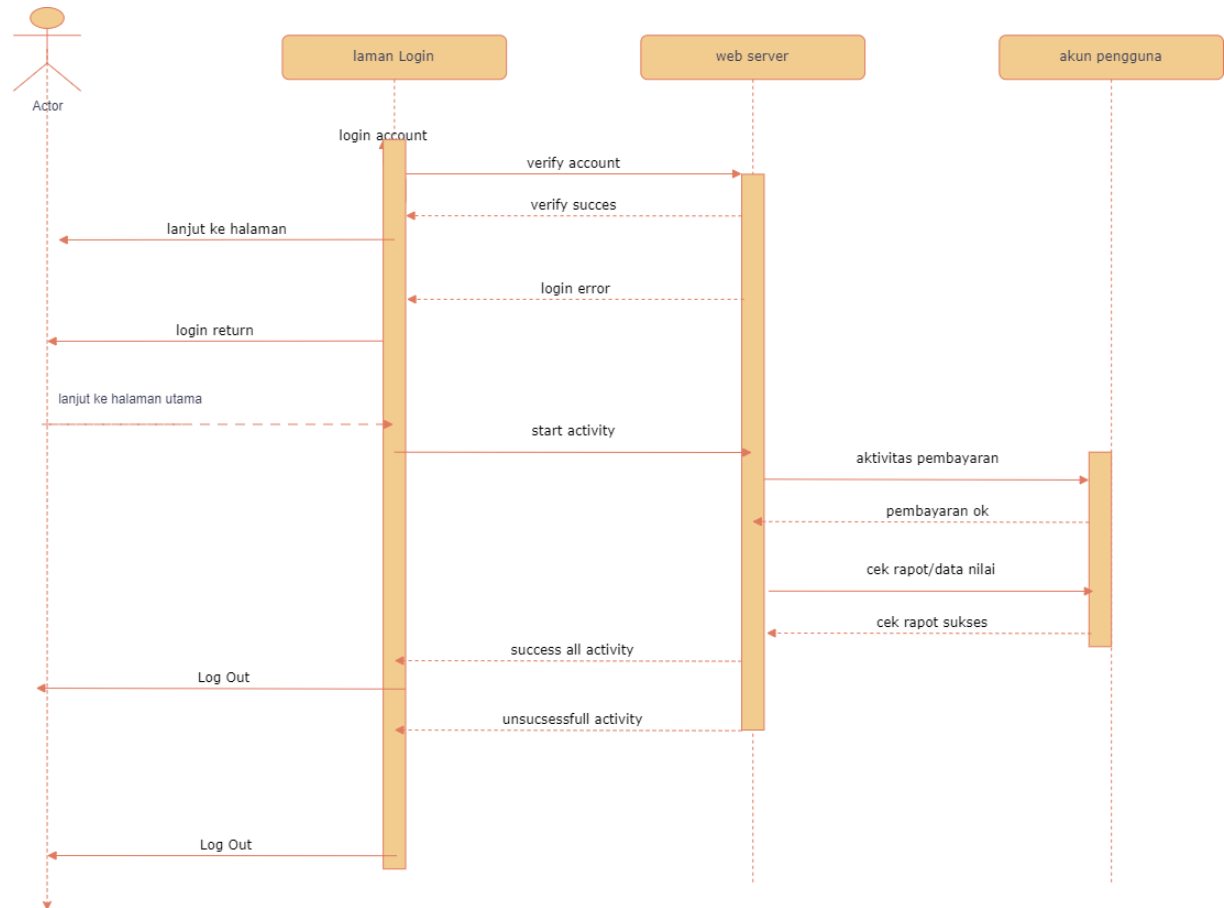 laman Login
web server
akun pengguna
Actor
login account
verify account
verify succes
lanjut ke halaman
login error
login return
lanjut ke halaman utama
start activity
aktivitas pembayaran
pembayaran ok
cek rapot/data nilai
cek rapot sukses
success all activity
Log Out
unsucsessfull activity
Log Out